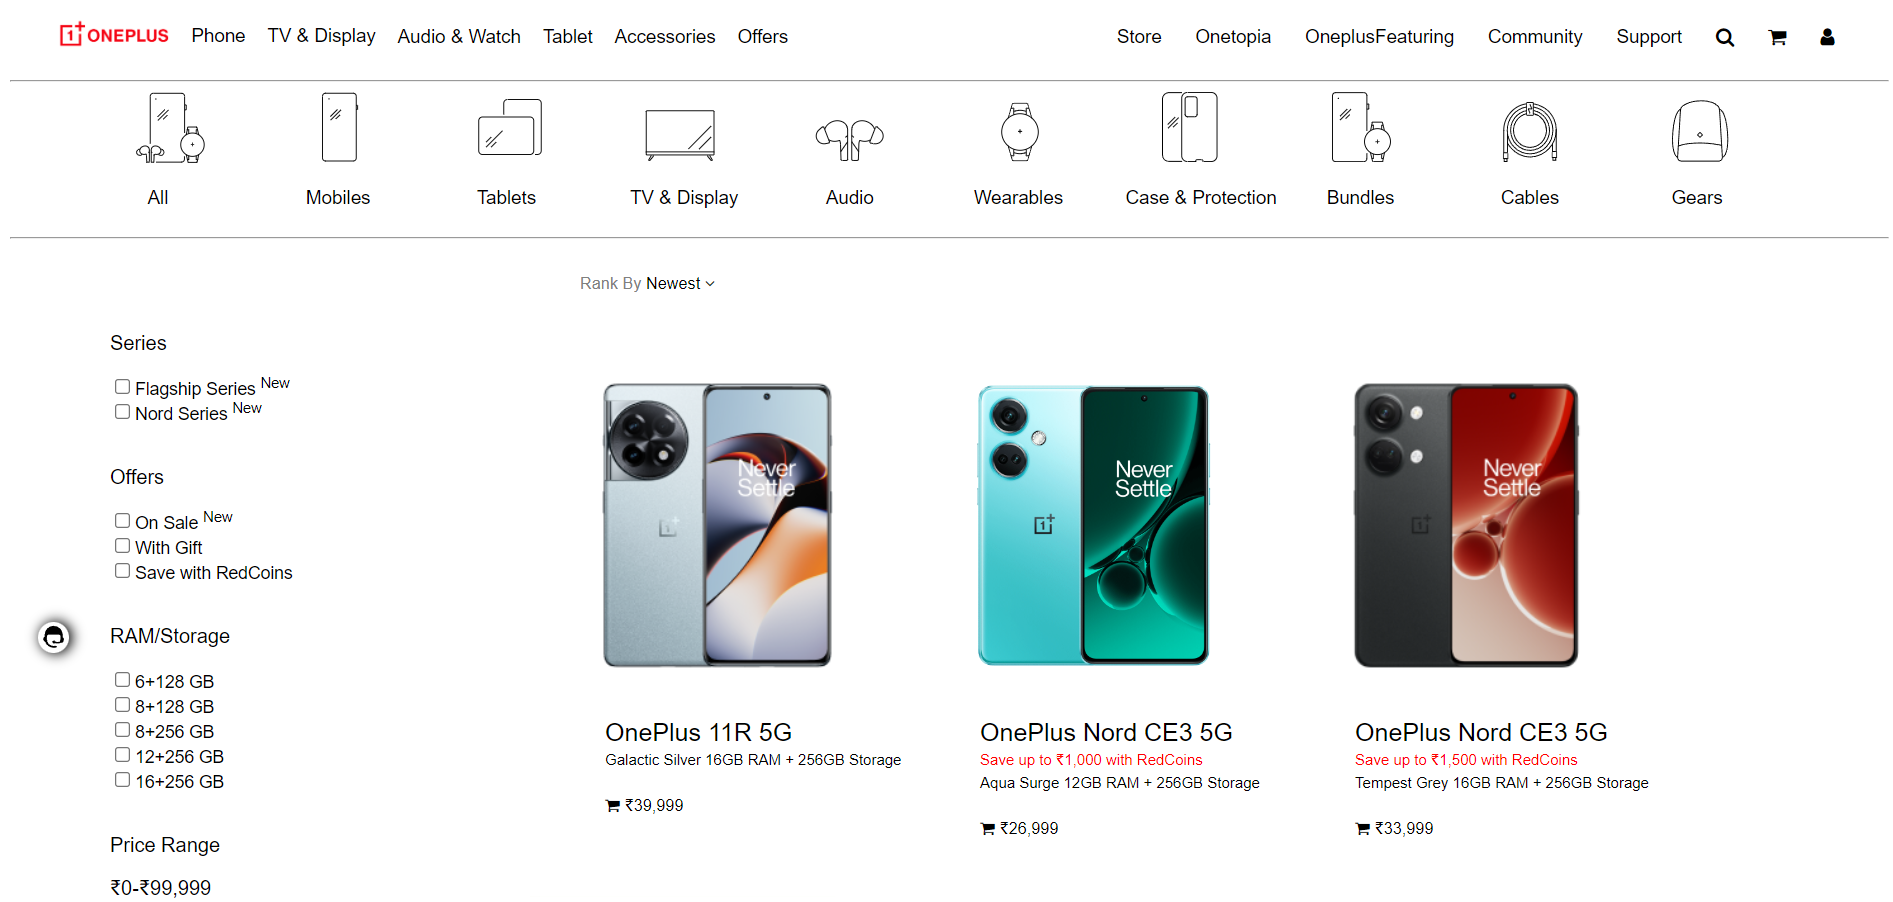 ONEPLUS Phone TV & Display Audio & Watch Tablet Accessories Offers Store Onetopia OneplusFeaturing Community Support
All Mobiles Tablets TV & Display Audio Wearables Case & Protection Bundles Cables Gears
Rank By Newest
Series
Flagship Series New
Nord Series New
Offers
On Sale New
With Gift
Save with RedCoins
RAM/Storage
6+128 GB
8+128 GB
8+256 GB
12+256 GB
16+256 GB
Price Range
₹0-₹99,999
Never
Settle
OnePlus 11R 5G
Galactic Silver 16GB RAM + 256GB Storage
₹39,999
Never
Settle
OnePlus Nord CE3 5G
Save up to ₹1,000 with RedCoins
Aqua Surge 12GB RAM + 256GB Storage
₹26,999
Never
Settle
OnePlus Nord CE3 5G
Save up to ₹1,500 with RedCoins
Tempest Grey 16GB RAM + 256GB Storage
₹33,999